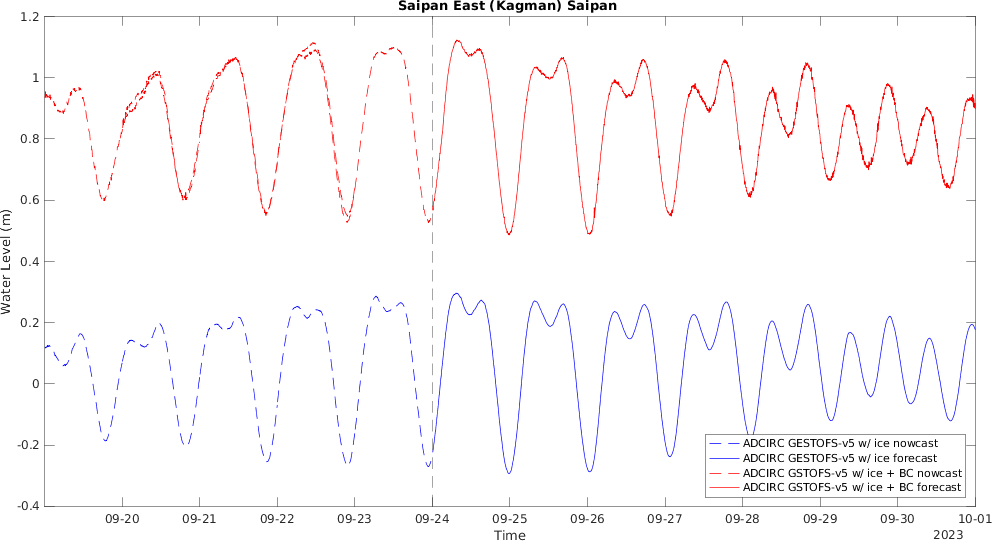 Saipan East (Kagman) Saipan
1.2
1
0.8
0.6
0.4
0.2
0
-0.2
-0.4
Water Level (m)
ADCIRC GESTOFS-v5 w/ ice nowcast
ADCIRC GESTOFS-v5 w/ ice forecast
ADCIRC GSTOFS-v5 w/ ice + BC nowcast
ADCIRC GSTOFS-v5 w/ ice + BC forecast
09-20 09-21 09-22 09-23 09-24 09-25 09-26 09-27 09-28 09-29 09-30 10-01
Time
2023